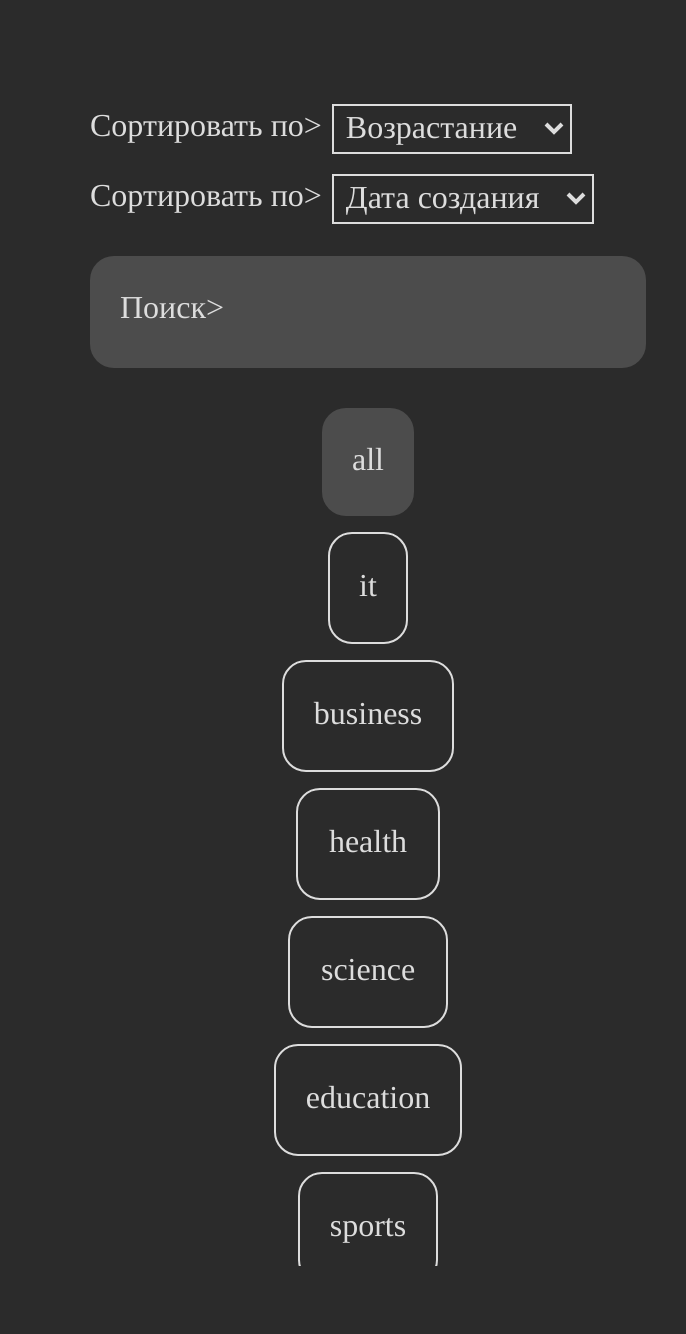 Сортировать по> Возрастание
Сортировать по> Дата создания
Поиск>
all
it
business
health
science
education
sports